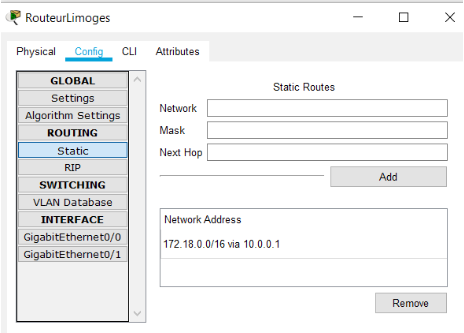 RouteurLimoges
Physical Config CLI Attributes
GLOBAL
Settings
Algorithm Settings
ROUTING
Static
RIP
SWITCHING
VLAN Database
INTERFACE
GigabitEthernet0/0
GigabitEthernet0/1
Static Routes
Network
Mask
Next Hop
Add
Network Address
172.18.0.0/16 via 10.0.0.1
Remove